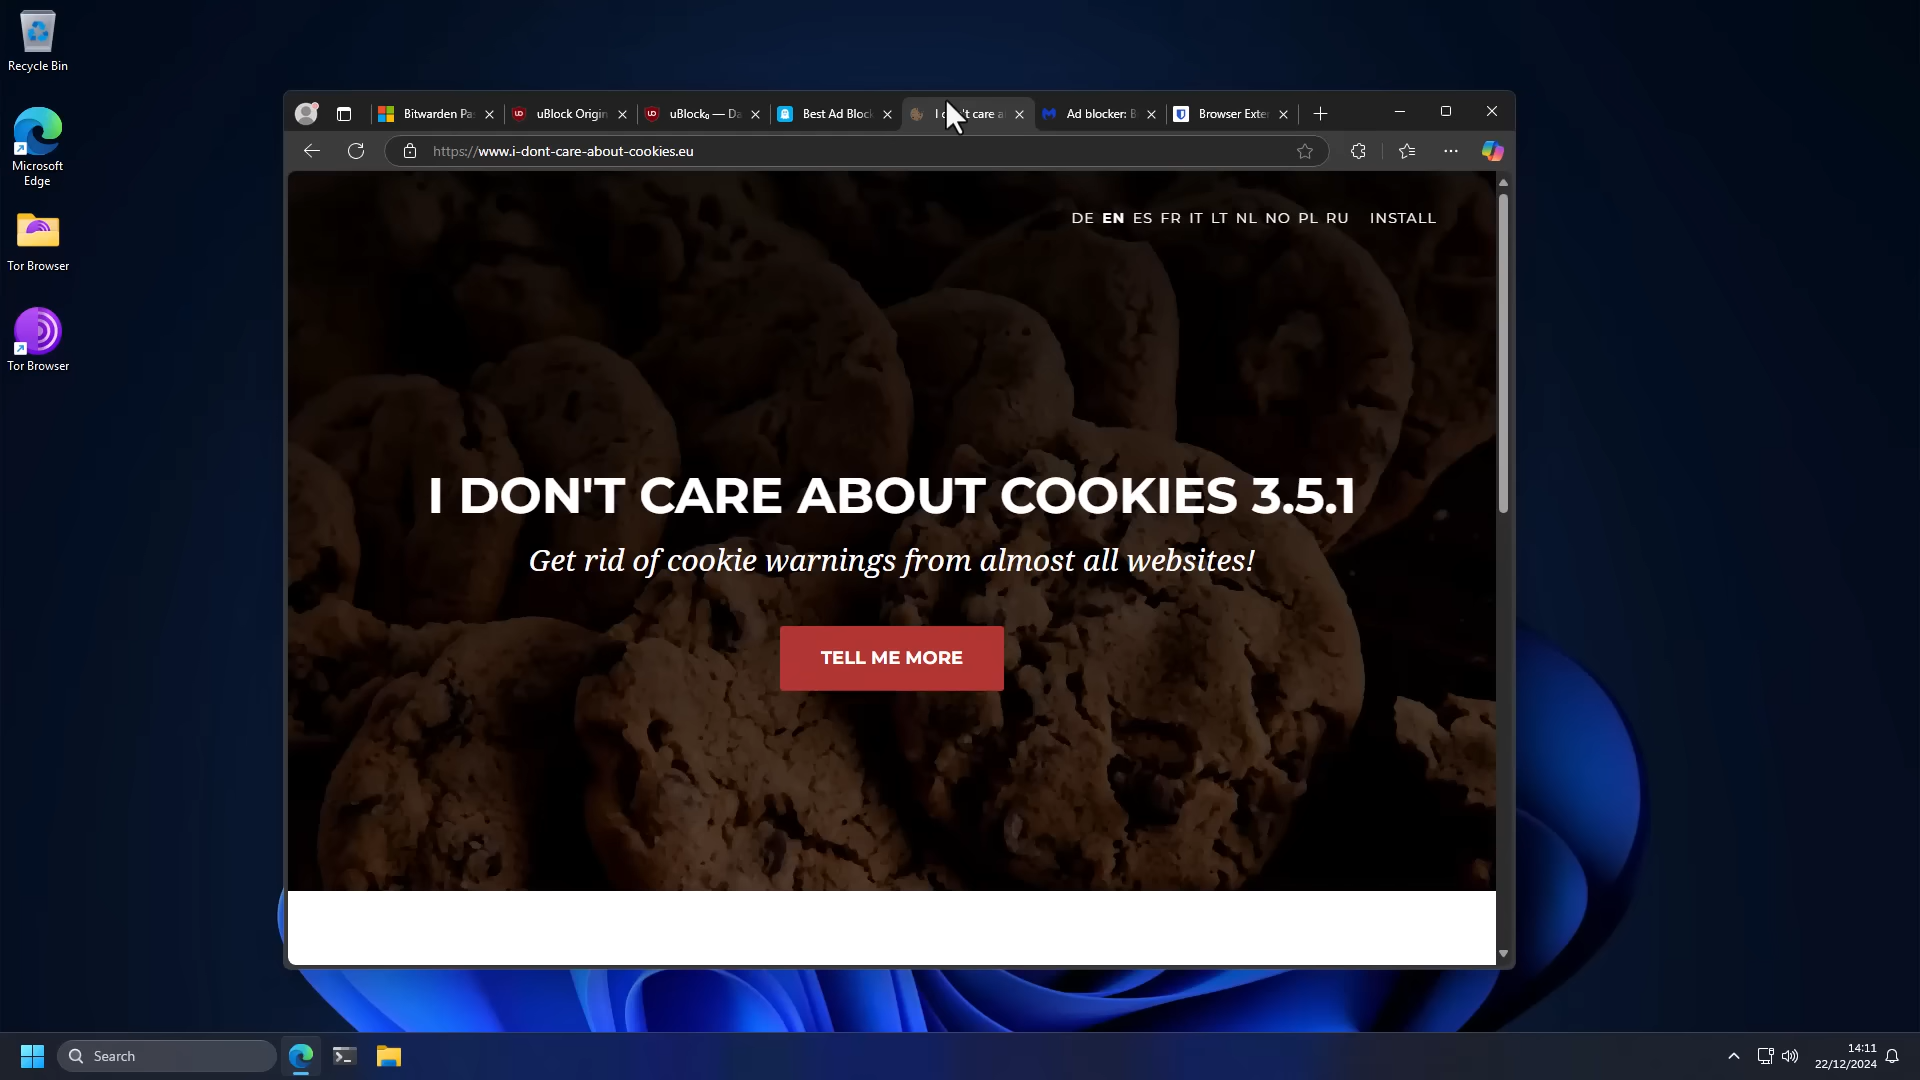 Recycle Bin
Microsoft
Edge
Tor Browser
Tor Browser
Bitwarden Pa
uBlock Origin
uBlock₀ — Da
Best Ad Block
Ad blocker: B
Browser Exter
https://www.i-dont-care-about-cookies.eu
DE EN ES FR IT LT NL NO PL RU INSTALL
I DON'T CARE ABOUT COOKIES 3.5.1
Get rid of cookie warnings from almost all websites!
TELL ME MORE
Search
14:11
22/12/2024